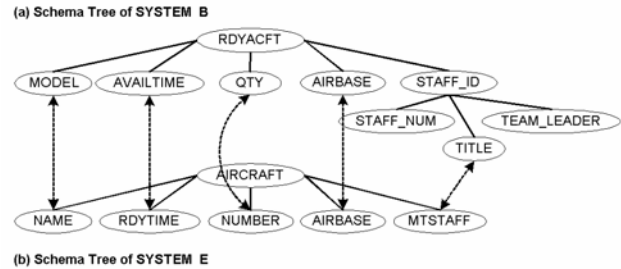 (a) Schema Tree of SYSTEM B
RDYACFT
MODEL AVAILTIME QTY AIRBASE STAFF_ID
STAFF_NUM TEAM_LEADER
TITLE
AIRCRAFT
NAME RDYTIME NUMBER AIRBASE MTSTAFF
(b) Schema Tree of SYSTEM E